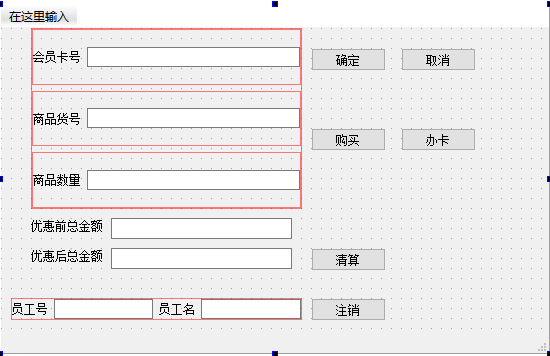 在这里输入
会员卡号 确定 取消
商品货号
购买 办卡
商品数量
优惠前总金额
优惠后总金额 清算
员工号 员工名 注销